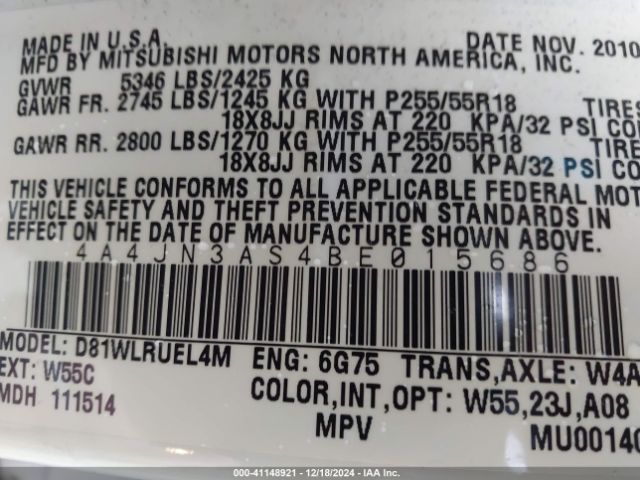 MADE IN U.S.A. DATE NOV. 2010
MFD BY MITSUBISHI MOTORS NORTH AMERICA, INC.
GVWR 5346 LBS/2425 KG
GAWR FR. 2745 LBS/1245 KG WITH P255/55R18 TIRES
18X8JJ RIMS AT 220 KPA/32 PSI CO
GAWR RR. 2800 LBS/1270 KG WITH P255/55R18 TIRE
18X8JJ RIMS AT 220 KPA/32 PSI CO
THIS VEHICLE CONFORMS TO ALL APPLICABLE FEDERAL MOT
VEHICLE SAFETY AND THEFT PREVENTION STANDARDS IN
EFFECT ON THE DATE OF MANUFACTURE SHOWN ABOVE.
4A4JN3AS4BE015686
MODEL: D81WLRUEL4M ENG: 6G75 TRANS,AXLE: W4A
EXT: W55C COLOR,INT,OPT: W55,23J,A08
MDH 111514 MPV MU00140
000-41148921 | 12/18/2024 - IAA Inc.